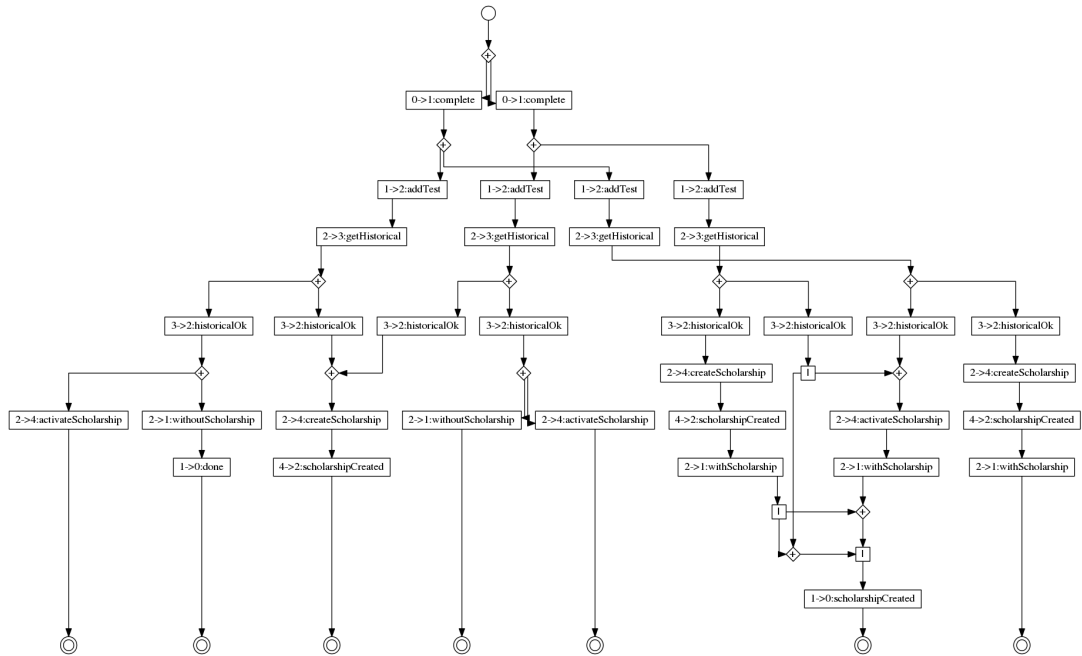 +
0->1:complete 0->1:complete
+ +
1->2:addTest 1->2:addTest 1->2:addTest 1->2:addTest
2->3:getHistorical 2->3:getHistorical 2->3:getHistorical 2->3:getHistorical
+ + + +
3->2:historicalOk 3->2:historicalOk 3->2:historicalOk 3->2:historicalOk 3->2:historicalOk 3->2:historicalOk 3->2:historicalOk 3->2:historicalOk
+ + + | + 2->4:createScholarship 2->4:createScholarship
2->4:activateScholarship 2->1:withoutScholarship 2->4:createScholarship 2->1:withoutScholarship 2->4:activateScholarship 4->2:scholarshipCreated 2->4:activateScholarship 4->2:scholarshipCreated
1->0:done 4->2:scholarshipCreated 2->1:withScholarship 2->1:withScholarship 2->1:withScholarship
| +
+ |
1->0:scholarshipCreated